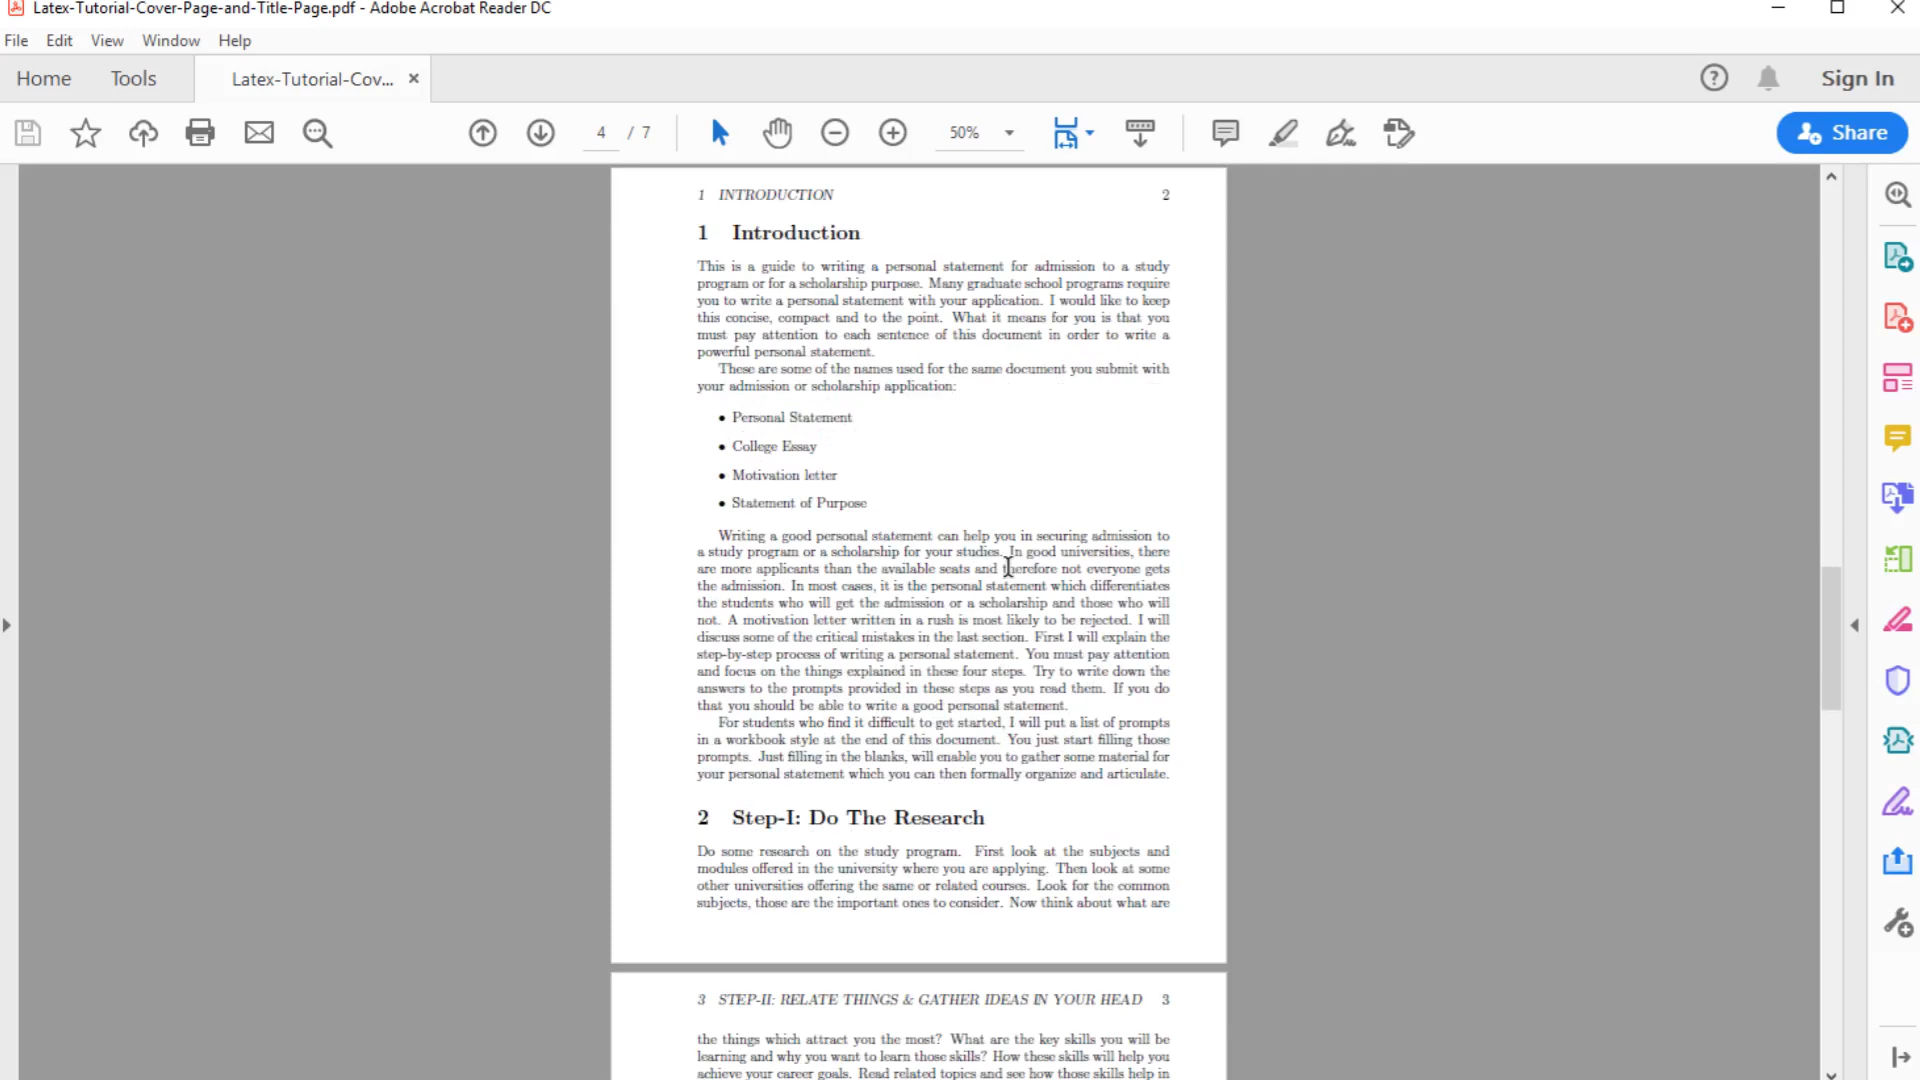 Latex-Tutorial-Cover-Page-and-Title-Page.pdf - Adobe Acrobat Reader DC
File Edit View Window Help
Home Tools Latex-Tutorial-Cov... × Sign In
4 / 7 50% Share
1 INTRODUCTION 2
1 Introduction
This is a guide to writing a personal statement for admission to a study
program or for a scholarship purpose. Many graduate school programs require
you to write a personal statement with your application. I would like to keep
this concise, compact and to the point. What it means for you is that you
must pay attention to each sentence of this document in order to write a
powerful personal statement.
These are some of the names used for the same document you submit with
your admission or scholarship application:
• Personal Statement
• College Essay
• Motivation letter
• Statement of Purpose
Writing a good personal statement can help you in securing admission to
a study program or a scholarship for your studies. In good universities, there
are more applicants than the available seats and therefore not everyone gets
the admission. In most cases, it is the personal statement which differentiates
the students who will get the admission or a scholarship and those who will
not. A motivation letter written in a rush is most likely to be rejected. I will
discuss some of the critical mistakes in the last section. First I will explain the
step-by-step process of writing a personal statement. You must pay attention
and focus on the things explained in these four steps. Try to write down the
answers to the prompts provided in these steps as you read them. If you do
that you should be able to write a good personal statement.
For students who find it difficult to get started, I will put a list of prompts
in a workbook style at the end of this document. You just start filling those
prompts. Just filling in the blanks, will enable you to gather some material for
your personal statement which you can then formally organize and articulate.
2 Step-I: Do The Research
Do some research on the study program. First look at the subjects and
modules offered in the university where you are applying. Then look at some
other universities offering the same or related courses. Look for the common
subjects, those are the important ones to consider. Now think about what are
3 STEP-II: RELATE THINGS & GATHER IDEAS IN YOUR HEAD 3
the things which attract you the most? What are the key skills you will be
learning and why you want to learn those skills? How these skills will help you
achieve your career goals. Read related topics and see how those skills help in